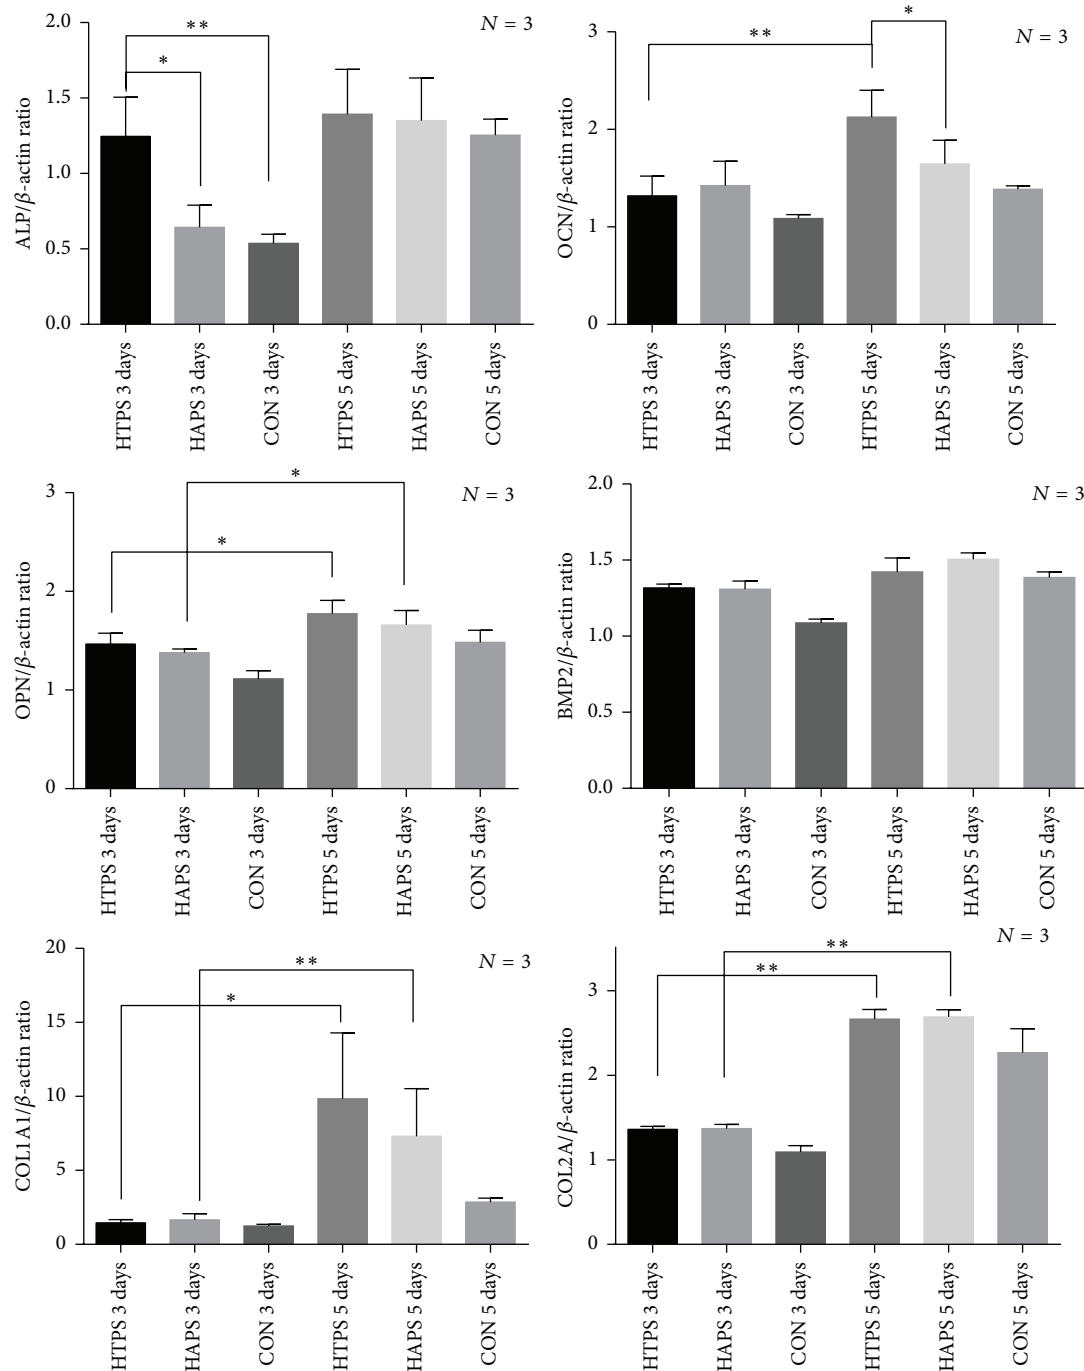 ALP/β-actin ratio
2.0
1.5
1.0
0.5
0.0
**
*
N = 3
HTPS 3 days
HAPS 3 days
CON 3 days
HTPS 5 days
HAPS 5 days
CON 5 days
OCN/β-actin ratio
3
2
1
0
**
*
N = 3
HTPS 3 days
HAPS 3 days
CON 3 days
HTPS 5 days
HAPS 5 days
CON 5 days
OPN/β-actin ratio
3
2
1
0
*
*
N = 3
HTPS 3 days
HAPS 3 days
CON 3 days
HTPS 5 days
HAPS 5 days
CON 5 days
BMP2/β-actin ratio
2.0
1.5
1.0
0.5
0.0
N = 3
HTPS 3 days
HAPS 3 days
CON 3 days
HTPS 5 days
HAPS 5 days
CON 5 days
COL1A1/β-actin ratio
20
15
10
5
0
**
*
N = 3
HTPS 3 days
HAPS 3 days
CON 3 days
HTPS 5 days
HAPS 5 days
CON 5 days
COL2A/β-actin ratio
3
2
1
0
**
**
N = 3
HTPS 3 days
HAPS 3 days
CON 3 days
HTPS 5 days
HAPS 5 days
CON 5 days